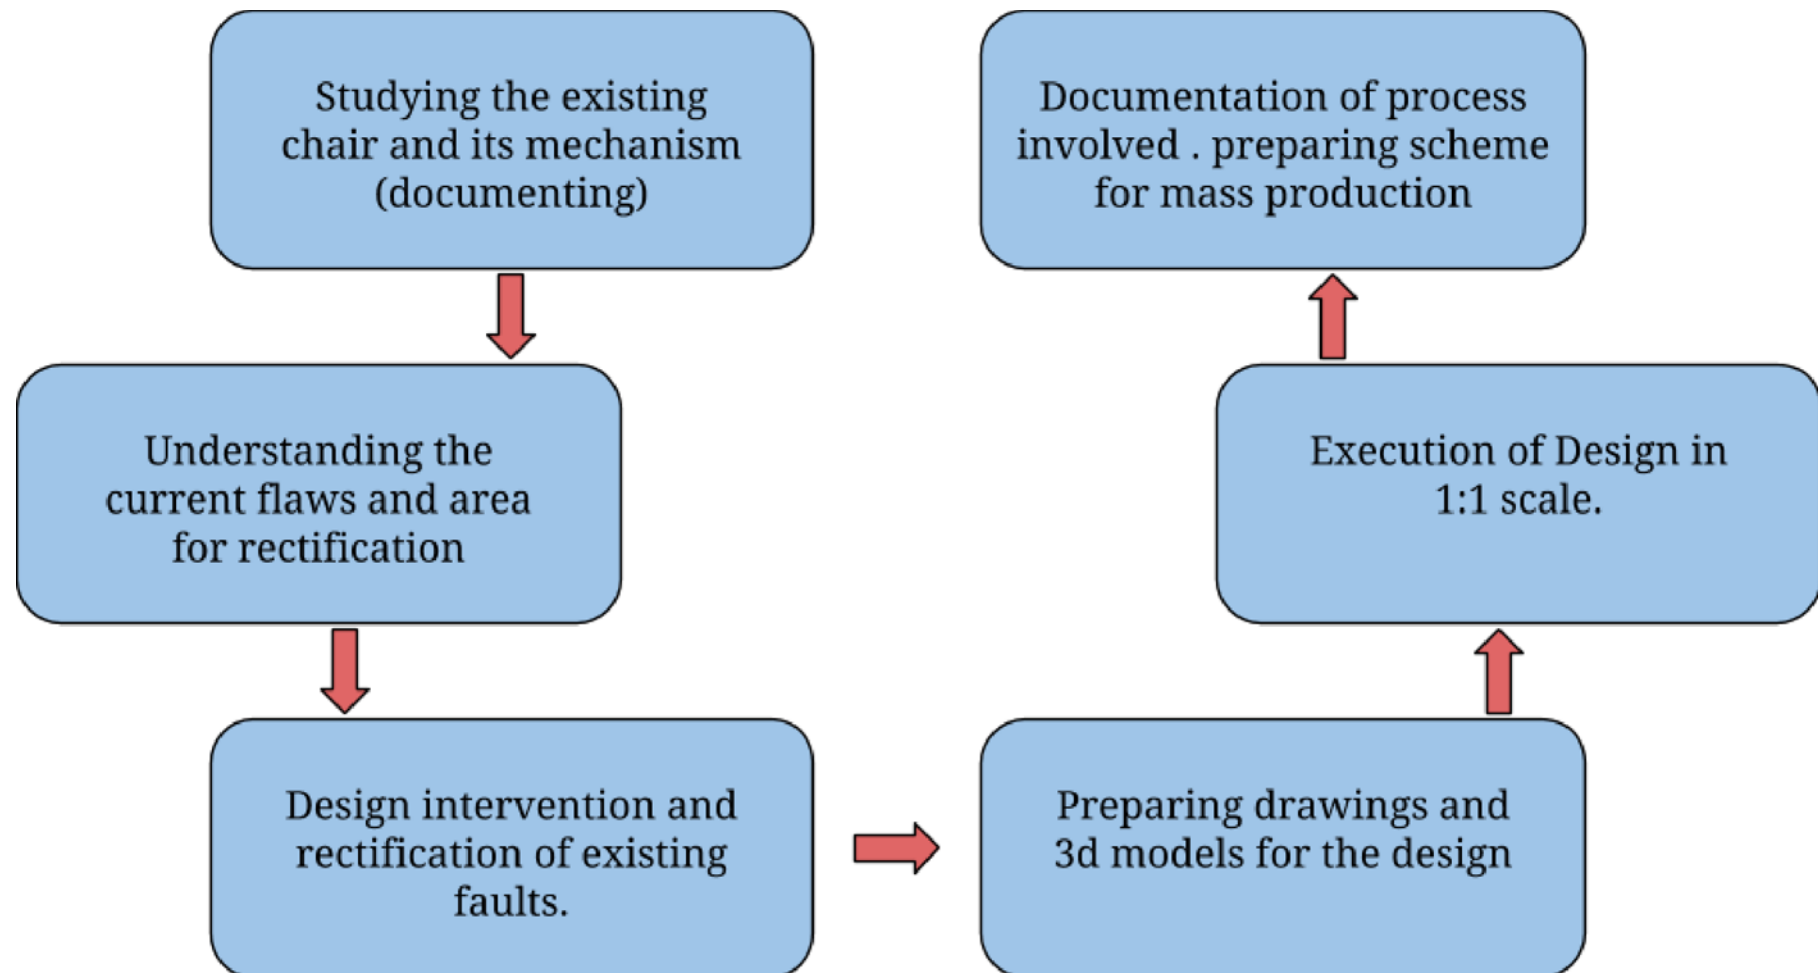 Studying the existing
chair and its mechanism
(documenting)
Understanding the
current flaws and area
for rectification
Design intervention and
rectification of existing
faults.
Preparing drawings and
3d models for the design
Execution of Design in
1:1 scale.
Documentation of process
involved . preparing scheme
for mass production